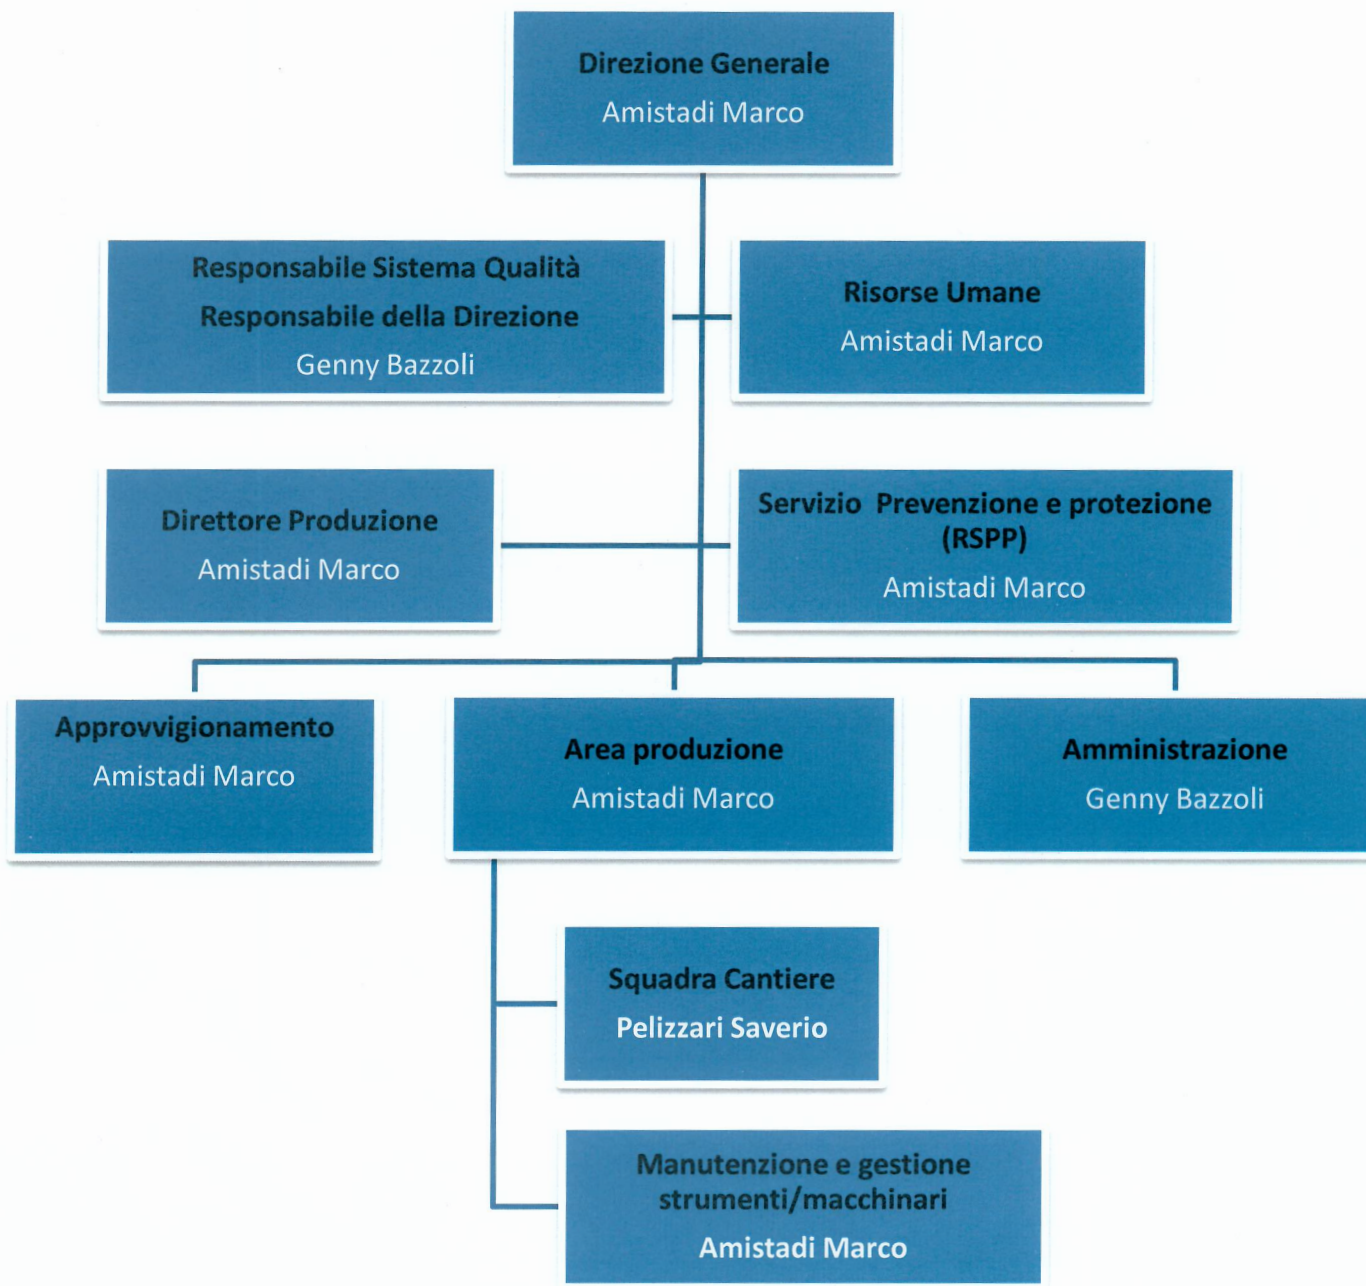 Direzione Generale
Amistadi Marco
Responsabile Sistema Qualità
Responsabile della Direzione
Genny Bazzoli
Risorse Umane
Amistadi Marco
Direttore Produzione
Amistadi Marco
Servizio Prevenzione e protezione
(RSPP)
Amistadi Marco
Approvvigionamento
Amistadi Marco
Area produzione
Amistadi Marco
Amministrazione
Genny Bazzoli
Squadra Cantiere
Pelizzari Saverio
Manutenzione e gestione
strumenti/macchinari
Amistadi Marco